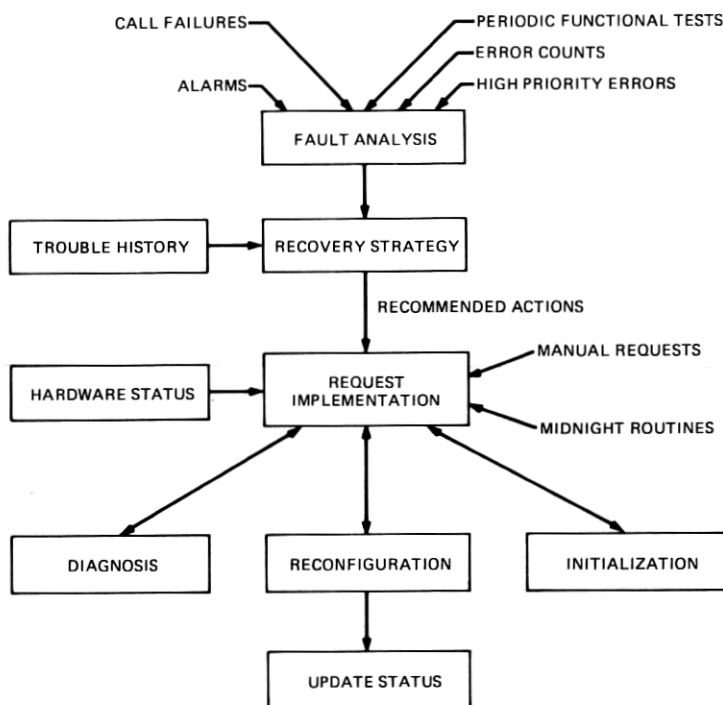 CALL FAILURES
PERIODIC FUNCTIONAL TESTS
ERROR COUNTS
ALARMS
HIGH PRIORITY ERRORS
FAULT ANALYSIS
TROUBLE HISTORY
RECOVERY STRATEGY
RECOMMENDED ACTIONS
MANUAL REQUESTS
HARDWARE STATUS
REQUEST
IMPLEMENTATION
MIDNIGHT ROUTINES
DIAGNOSIS
RECONFIGURATION
INITIALIZATION
UPDATE STATUS